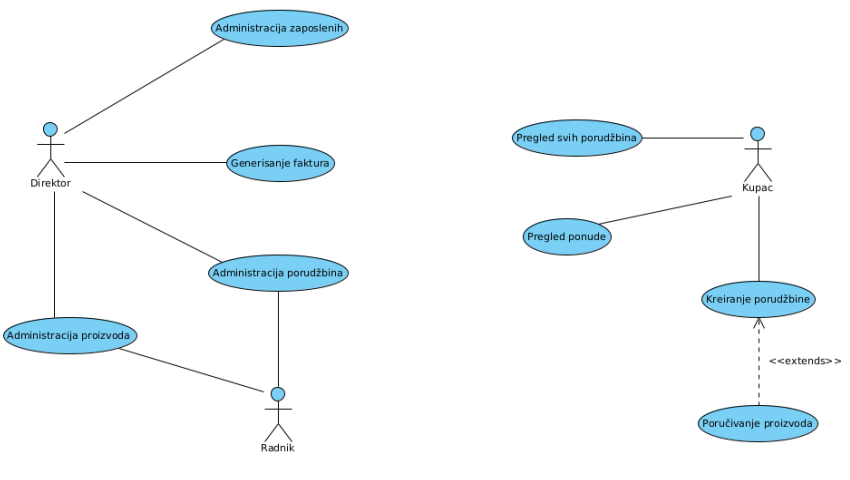 Administracija zaposlenih
Pregled svih porudžbina
Generisanje faktura
Direktor
Kupac
Pregled ponude
Administracija porudžbina
Kreiranje porudžbine
Administracija proizvoda
<<extends>>
Poručivanje proizvoda
Radnik